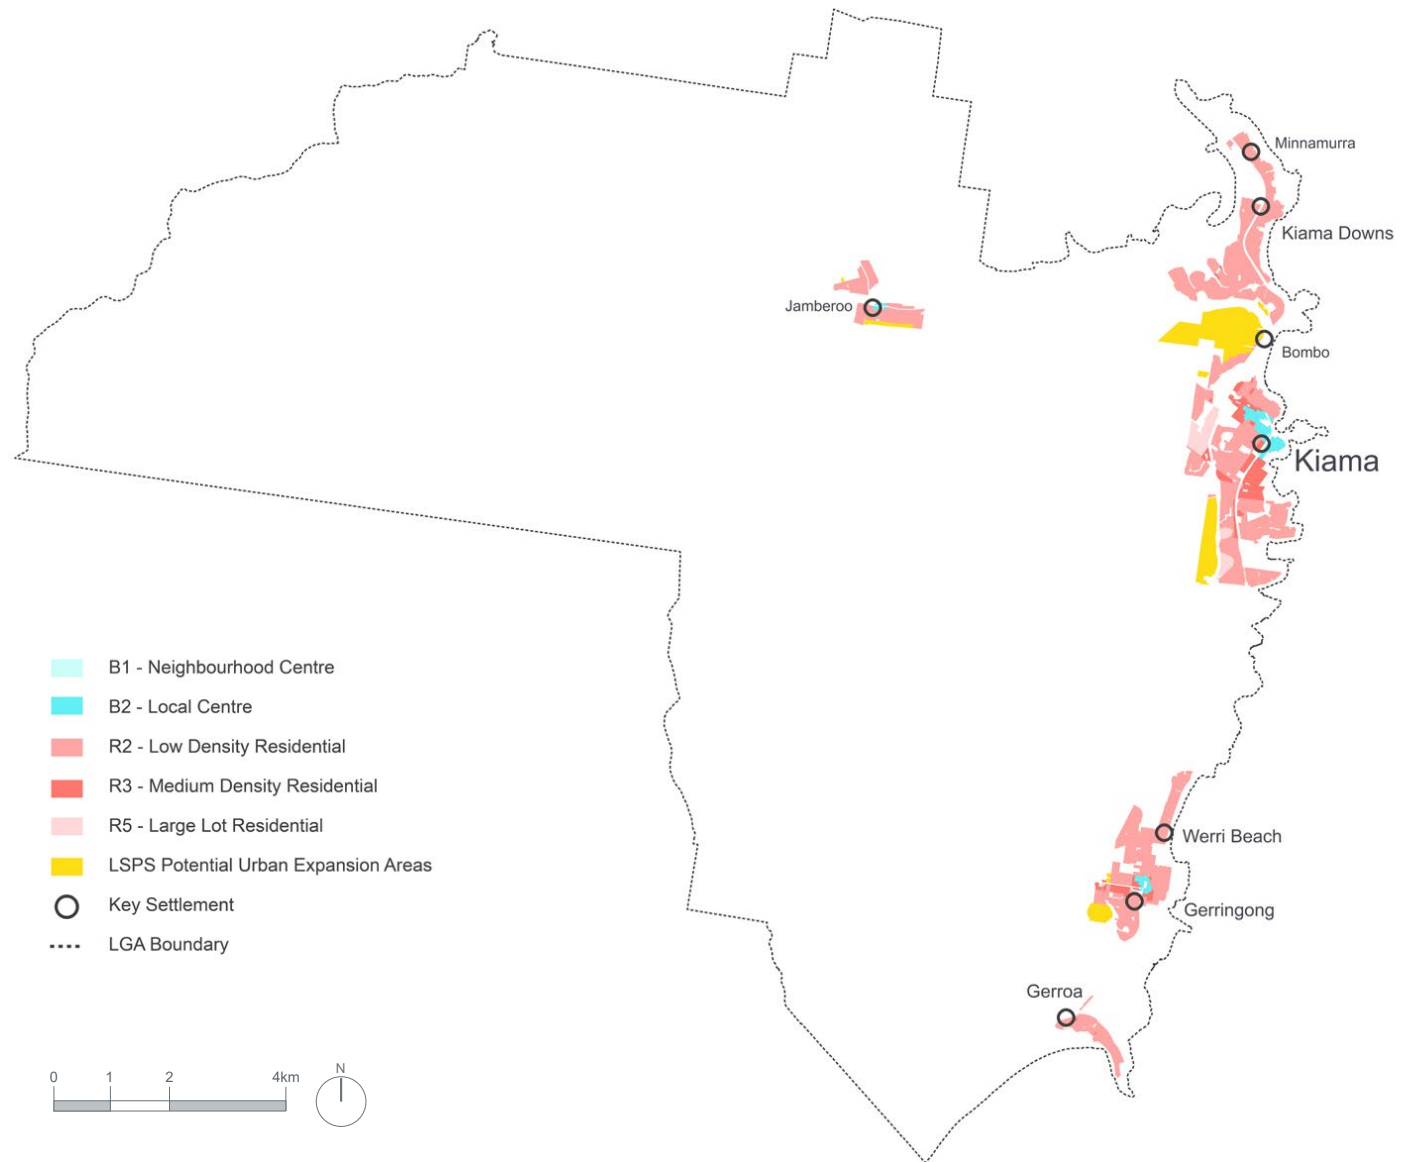 Minnamurra
Kiama Downs
Jamberoo
Bombo
Kiama
B1 - Neighbourhood Centre
B2 - Local Centre
R2 - Low Density Residential
R3 - Medium Density Residential
R5 - Large Lot Residential
LSPS Potential Urban Expansion Areas
Key Settlement
LGA Boundary
Werri Beach
Gerringong
Gerroa
0 1 2 4km
N